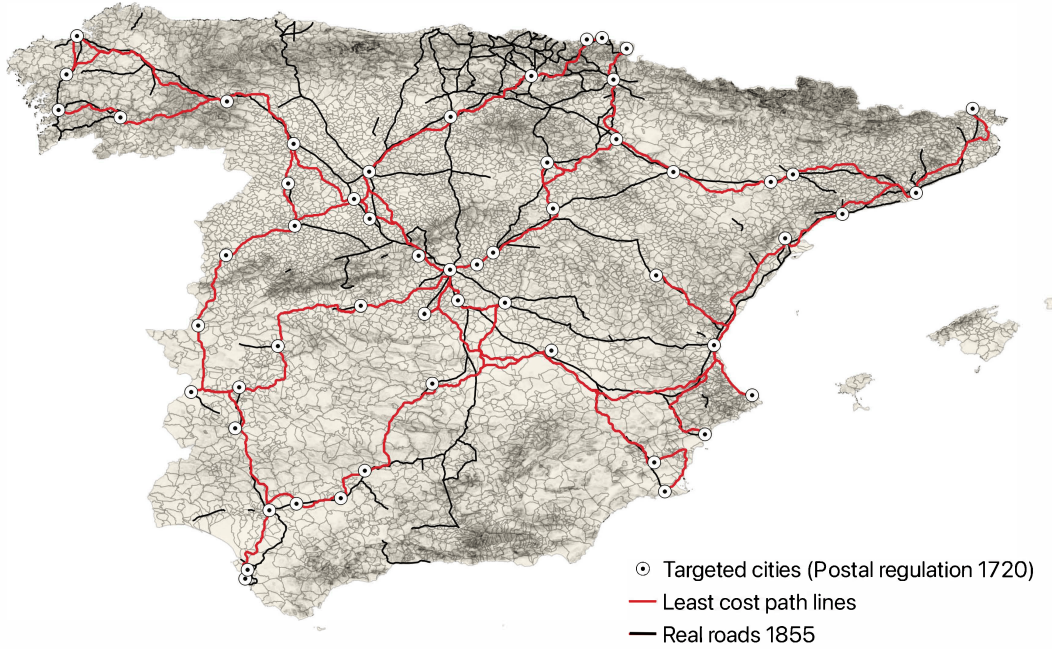 Targeted cities (Postal regulation 1720)
Least cost path lines
Real roads 1855